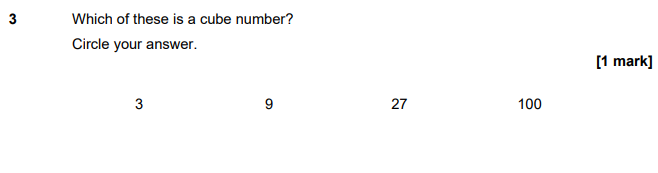 3 Which of these is a cube number?
Circle your answer.
[1 mark]
3 9 27 100